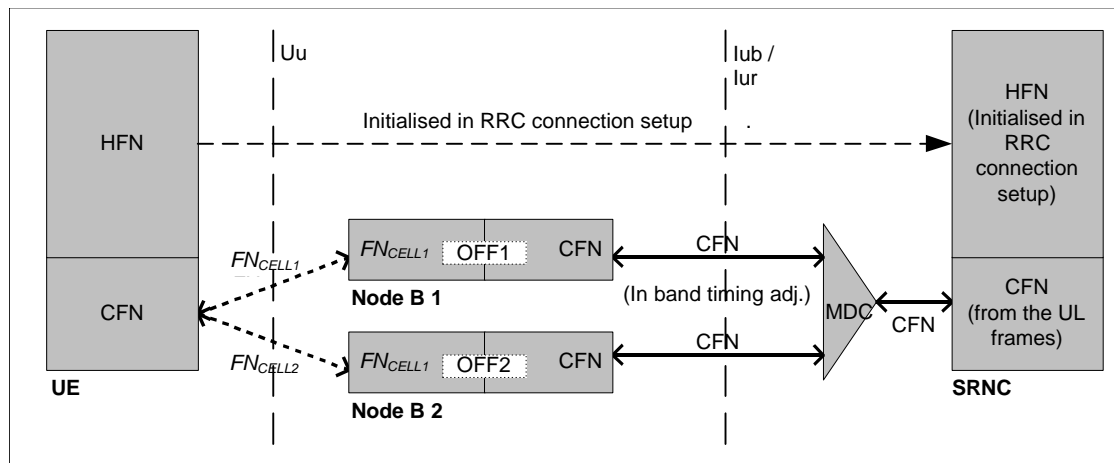 Uu
Iub /
Iur
HFN
Initialised in RRC connection setup
.
HFN
(Initialised in
RRC
connection
setup)
FNCELL1
FNCELL1
OFF1
CFN
CFN
Node B 1
(In band timing adj.)
CFN
MDC
CFN
CFN
(from the UL
frames)
CFN
FNCELL2
FNCELL1
OFF2
CFN
UE
Node B 2
SRNC